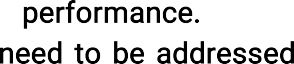 performance.
need to be addressed